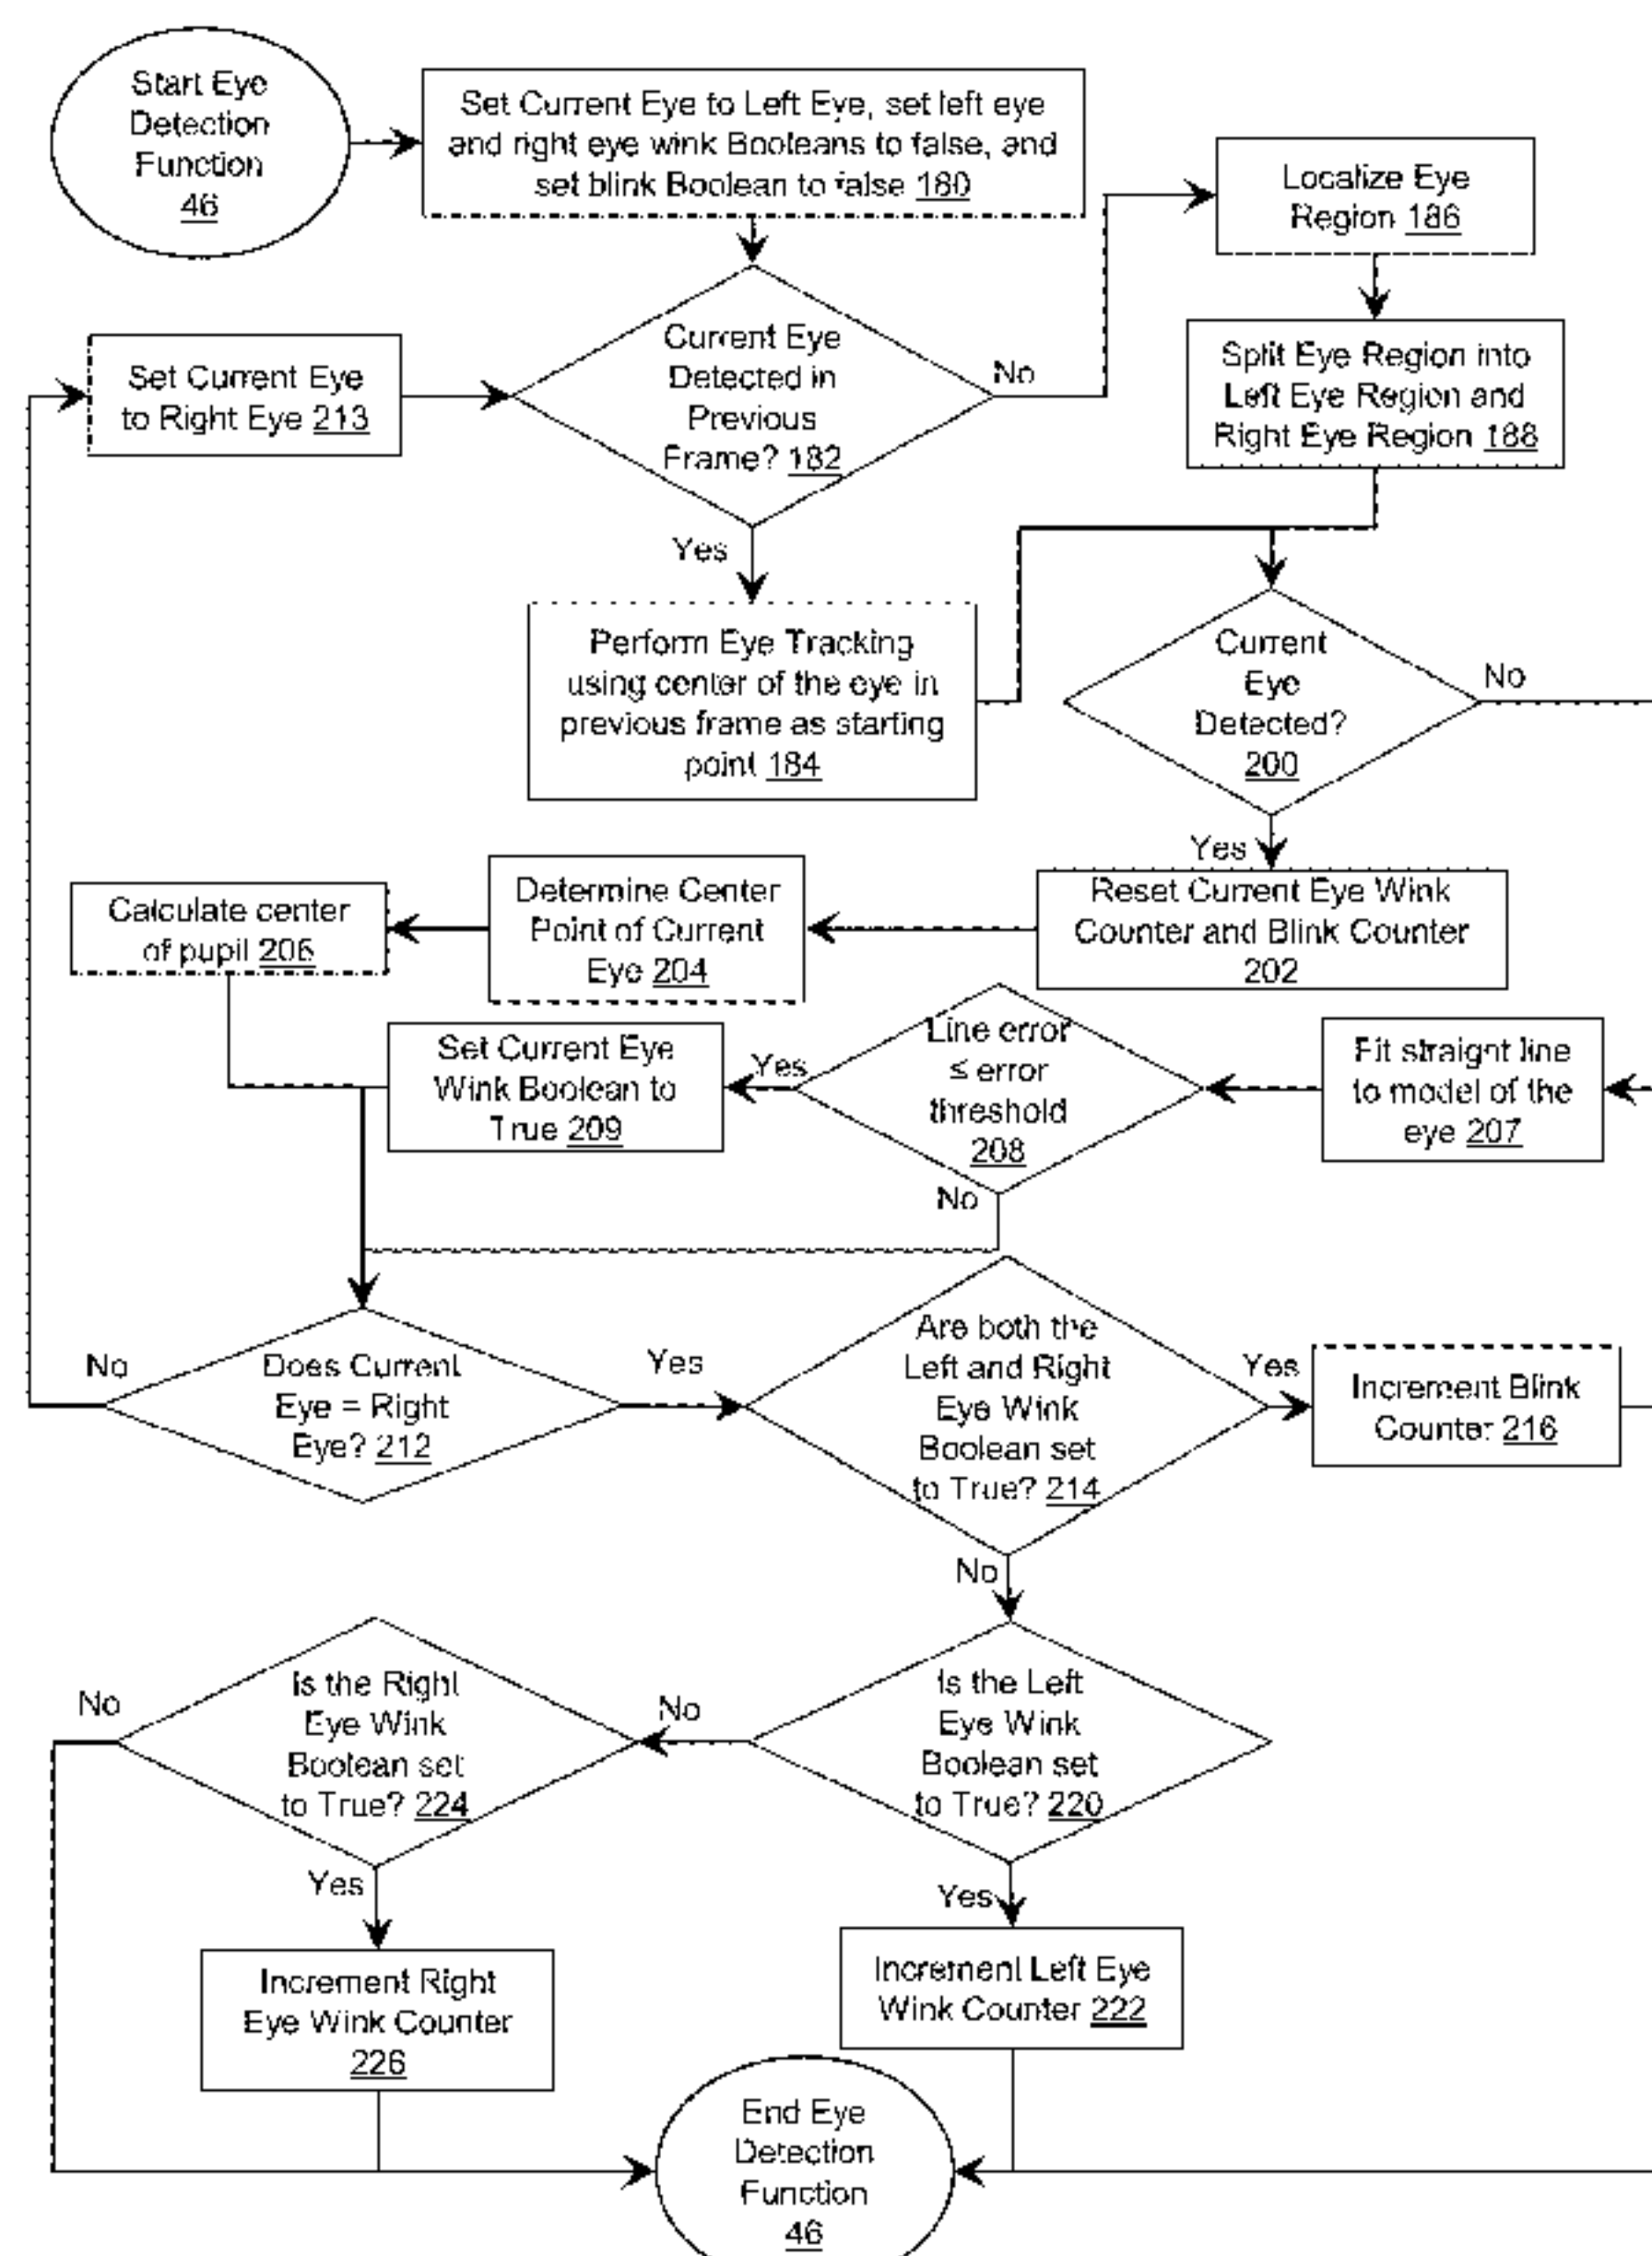 Start Eye
Detection
Function
46
Set Current Eye to Left Eye, set left eye
and right eye wink Booleans to false, and
set blink Boolean to false 180
Localize Eye
Region 186
Set Current Eye
to Right Eye 213
Current Eye
Detected in
Previous
Frame? 182
No
Split Eye Region into
Left Eye Region and
Right Eye Region 188
Yes
Perform Eye Tracking
using center of the eye in
previous frame as starting
point 184
Current
Eye
Detected?
200
No
Yes
Calculate center
of pupil 206
Determine Center
Point of Current
Eye 204
Reset Current Eye Wink
Counter and Blink Counter
202
Set Current Eye
Wink Boolean to
True 209
Yes
Line error
≤ error
threshold
208
Fit straight line
to model of the
eye 207
No
No
Does Current
Eye = Right
Eye? 212
Yes
Are both the
Left and Right
Eye Wink
Boolean set
to True? 214
Yes
Increment Blink
Counter 216
No
No
Is the Right
Eye Wink
Boolean set
to True? 224
No
Is the Left
Eye Wink
Boolean set
to True? 220
Yes
Yes
Increment Right
Eye Wink Counter
226
Increment Left Eye
Wink Counter 222
End Eye
Detection
Function
46